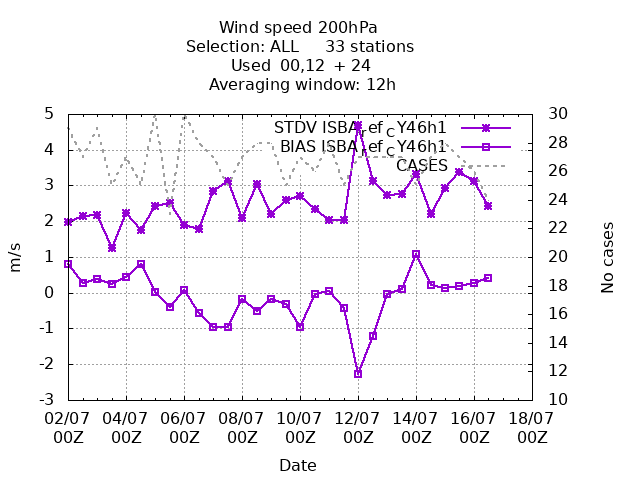 Wind speed 200hPa
Selection: ALL 33 stations
Used 00,12 + 24
Averaging window: 12h
STDV ISBA_ref_CY46h1
BIAS ISBA_ref_CY46h1
CASES
5
4
3
2
1
0
-1
-2
-3
m/s
30
28
26
24
22
20
18
16
14
12
10
No cases
02/07 04/07 06/07 08/07 10/07 12/07 14/07 16/07 18/07
00Z 00Z 00Z 00Z 00Z 00Z 00Z 00Z 00Z
Date